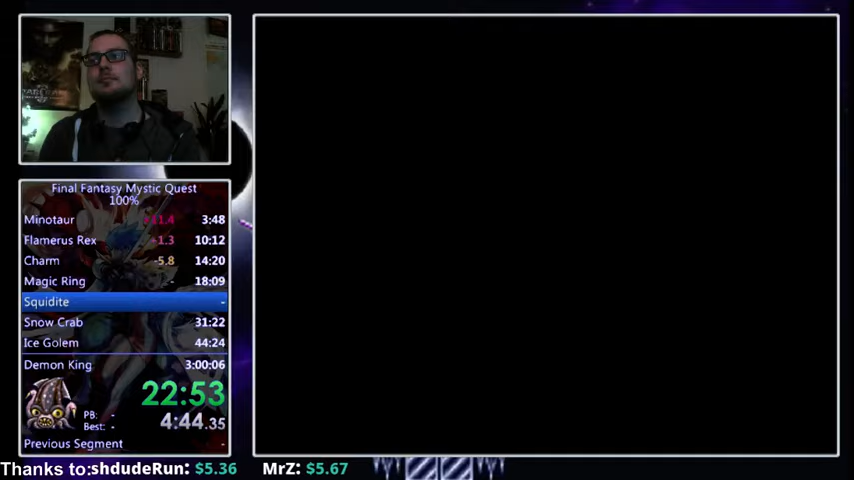 Final Fantasy Mystic Quest
100%
Minotaur +11.4 3:48
Flamerus Rex -1.3 10:12
Charm -5.8 14:20
Magic Ring - 18:09
Squidite -
Snow Crab 31:22
Ice Golem 44:24
Demon King 3:00:06
22:53
PB: -
Best: -
4:44.35
Previous Segment -
Thanks to:shdudeRun: $5.36 MrZ: $5.67